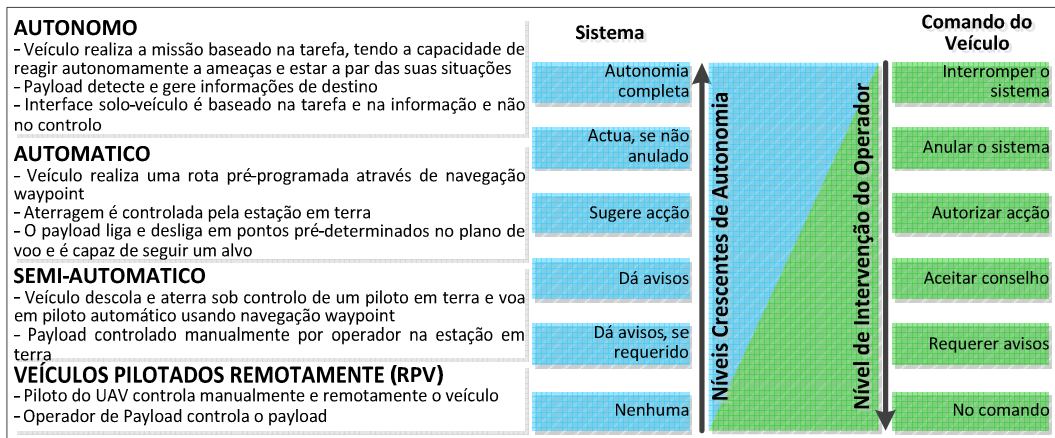 AUTONOMO
- Veículo realiza a missão baseado na tarefa, tendo a capacidade de
reagir autonomamente a ameaças e estar a par das suas situações
- Payload detecte e gere informações de destino
- Interface solo-veículo é baseado na tarefa e na informação e não
no controlo
AUTOMATICO
- Veículo realiza uma rota pré-programada através de navegação
waypoint
- Aterragem é controlada pela estação em terra
- O payload liga e desliga em pontos pré-determinados no plano de
voo e é capaz de seguir um alvo
SEMI-AUTOMATICO
- Veículo descola e aterra sob controlo de um piloto em terra e voa
em piloto automático usando navegação waypoint
- Payload controlado manualmente por operador na estação em
terra
VEÍCULOS PILOTADOS REMOTAMENTE (RPV)
- Piloto do UAV controla manualmente e remotamente o veículo
- Operador de Payload controla o payload
Sistema
Autonomia
completa
Actua, se não
anulado
Sugere acção
Dá avisos
Dá avisos, se
requerido
Nenhuma
Níveis Crescentes de Autonomia
Nível de Intervenção do Operador
Comando do
Veículo
Interromper o
sistema
Anular o sistema
Autorizar acção
Aceitar conselho
Requerer avisos
No comando